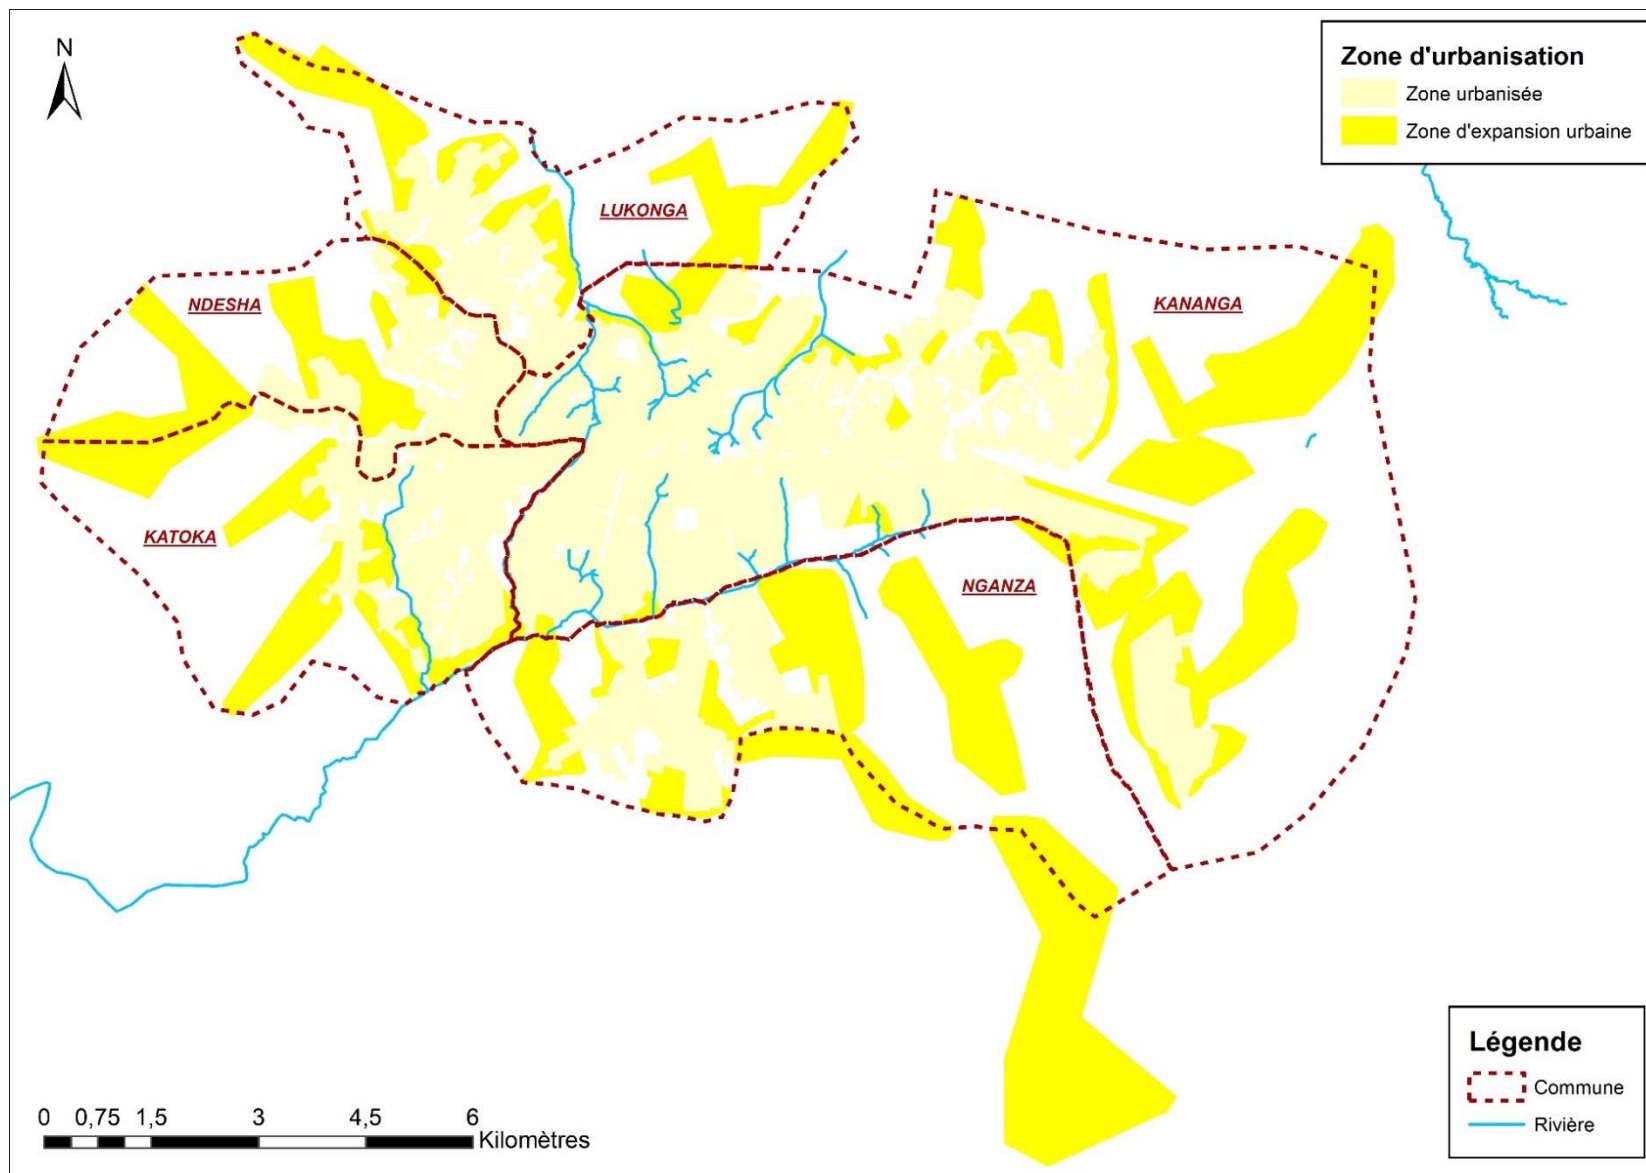 N
Zone d'urbanisation
Zone urbanisée
Zone d'expansion urbaine
LUKONGA
NDESHA
KANANGA
KATOKA
NGANZA
Légende
Commune
Rivière
0 0,75 1,5 3 4,5 6
Kilomètres